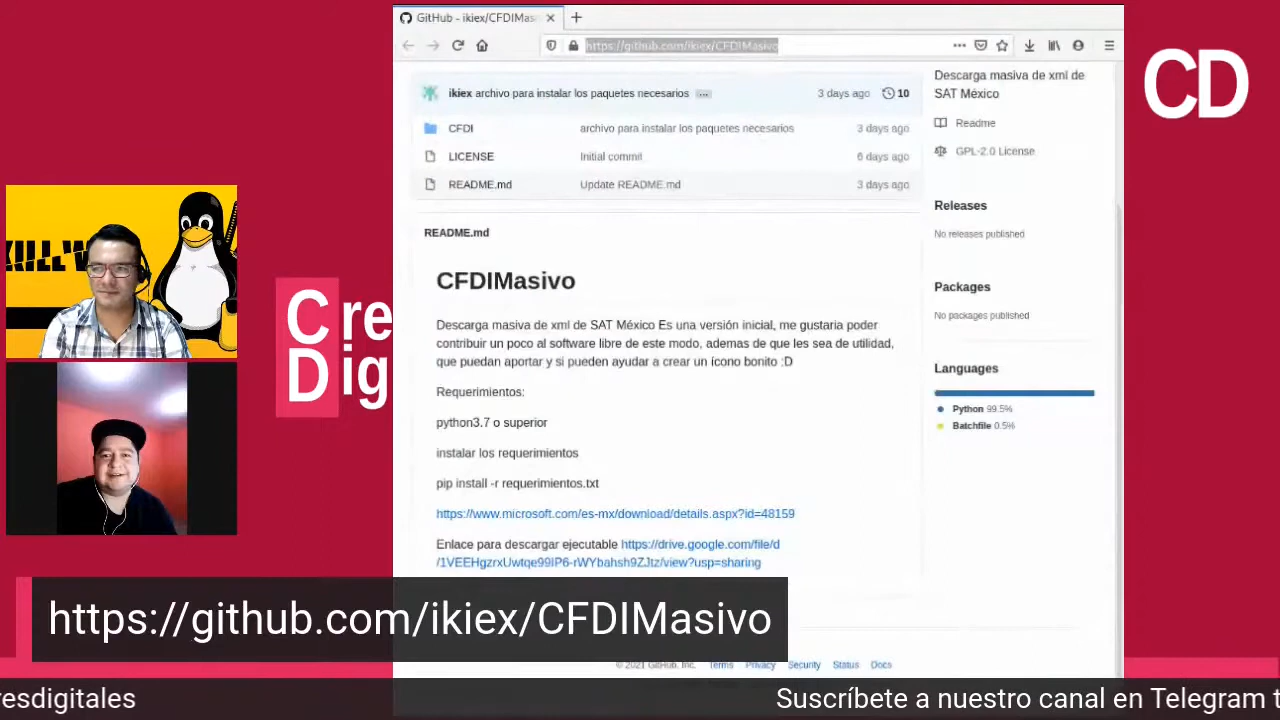 GitHub - ikiex/CFDIMas
https://github.com/ikiex/CFDIMasivo
CD
ikiex archivo para instalar los paquetes necesarios
3 days ago
10
CFDI
archivo para instalar los paquetes necesarios
3 days ago
LICENSE
Initial commit
6 days ago
README.md
Update README.md
3 days ago
Descarga masiva de xml de
SAT México
Readme
GPL-2.0 License
Releases
No releases published
Packages
No packages published
Languages
Python 99.5%
Batchfile 0.5%
README.md
CFDIMasivo
Descarga masiva de xml de SAT México Es una versión inicial, me gustaria poder
contribuir un poco al software libre de este modo, ademas de que les sea de utilidad,
que puedan aportar y si pueden ayudar a crear un ícono bonito :D
Requerimientos:
python3.7 o superior
instalar los requerimientos
pip install -r requerimientos.txt
https://www.microsoft.com/es-mx/download/details.aspx?id=48159
Enlace para descargar ejecutable https://drive.google.com/file/d
/1VEEHgzrxUwtqe99IP6-rWYbahsh9ZJtz/view?usp=sharing
© 2021 GitHub, Inc.
Terms
Privacy
Security
Status
Docs
KILL
Cre
Dig
https://github.com/ikiex/CFDIMasivo
resdigitales
Suscríbete a nuestro canal en Telegram t